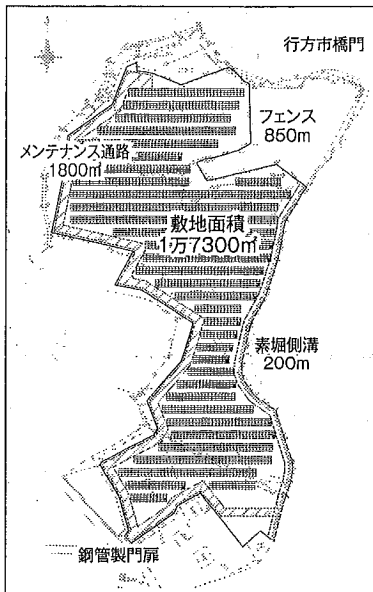 行方市橋門
フェンス
850m
メンテナンス通路
1800㎡
敷地面積
1万7300㎡
素堀側溝
200m
鋼管製門扉